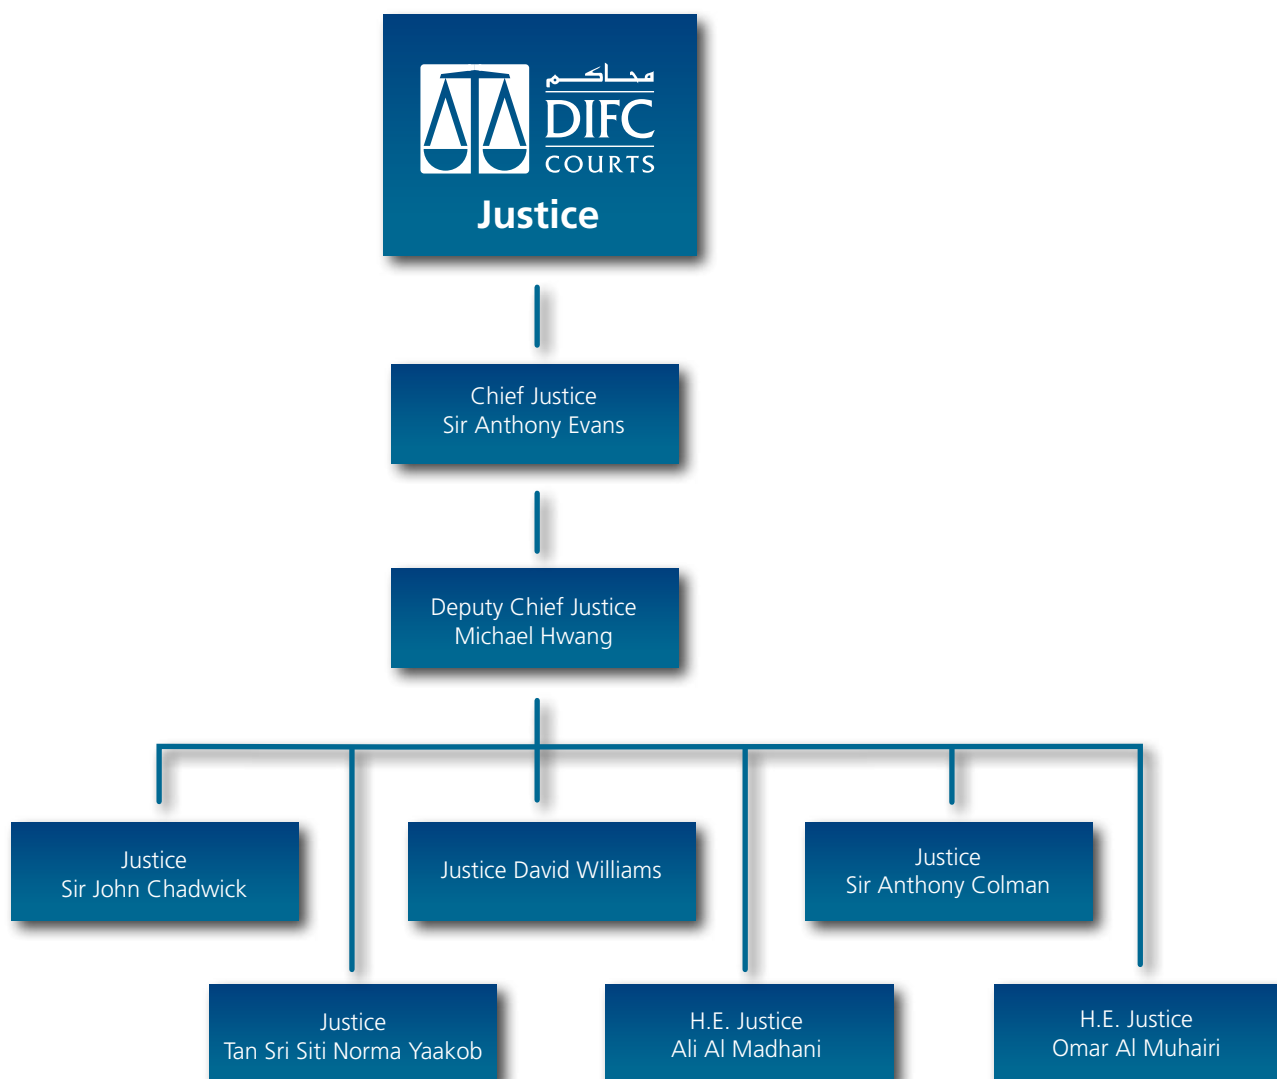 محاكم
DIFC
COURTS
Justice
Chief Justice
Sir Anthony Evans
Deputy Chief Justice
Michael Hwang
Justice
Sir John Chadwick
Justice David Williams
Justice
Sir Anthony Colman
Justice
Tan Sri Siti Norma Yaakob
H.E. Justice
Ali Al Madhani
H.E. Justice
Omar Al Muhairi